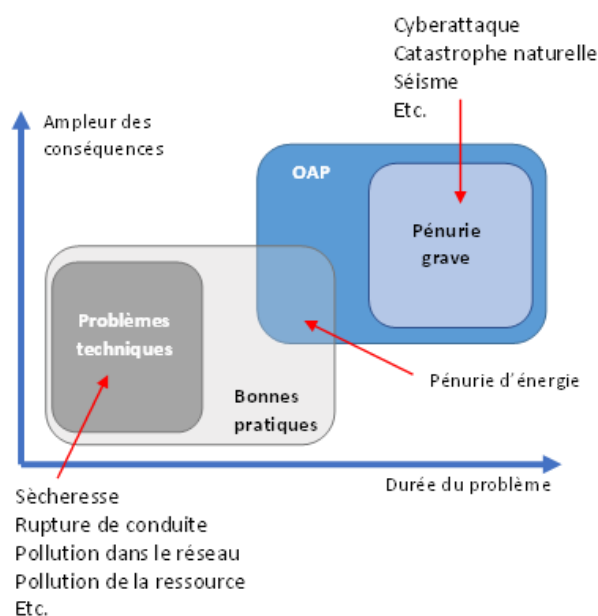 Cyberattaque
Catastrophe naturelle
Séisme
Etc.
Ampleur des
conséquences
OAP
Pénurie
grave
Problèmes
techniques
Pénurie d'énergie
Bonnes
pratiques
Durée du problème
Sècheresse
Rupture de conduite
Pollution dans le réseau
Pollution de la ressource
Etc.